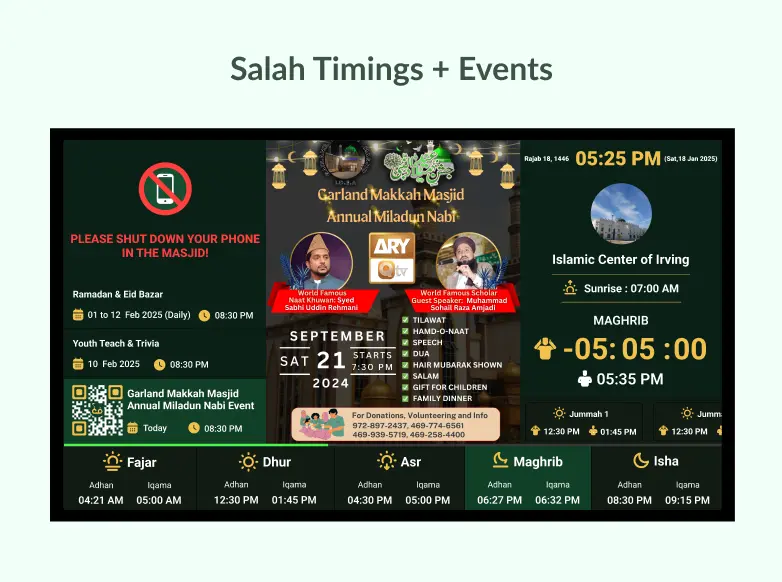 Salah Timings + Events
PLEASE SHUT DOWN YOUR PHONE
IN THE MASJID!
Ramadan & Eid Bazar
01 to 12 Feb 2025 (Daily) 08:30 PM
Youth Teach & Trivia
10 Feb 2025 08:30 PM
Garland Makkah Masjid
Annual Miladun Nabi Event
Today 08:30 PM
Garland Makkah Masjid
Annual Miladun Nabi
ARY
Qtv
World Famous
Naat Khuwan: Syed
Sabhi Uddin Rehmani
World Famous Scholar
Guest Speaker: Muhammad
Sohail Raza Amjadi
SEPTEMBER
SAT 21 STARTS
7:30 PM
2024
TILAWAT
HAMD-O-NAAT
SPEECH
DUA
HAIR MUBARAK SHOWN
SALAM
GIFT FOR CHILDREN
FAMILY DINNER
For Donations, Volunteering and Info
972-897-2437, 469-774-6561
469-939-5719, 469-258-4400
Rajab 18, 1446 05:25 PM (Sat,18 Jan 2025)
Islamic Center of Irving
Sunrise : 07:00 AM
MAGHRIB
-05: 05 :00
05:35 PM
Jummah 1
12:30 PM 01:45 PM
Jumm
12:30 PM
Fajar
Adhan Iqama
04:21 AM 05:00 AM
Dhur
Adhan Iqama
12:30 PM 01:45 PM
Asr
Adhan Iqama
04:30 PM 05:00 PM
Maghrib
Adhan Iqama
06:27 PM 06:32 PM
Isha
Adhan Iqama
08:30 PM 09:15 PM